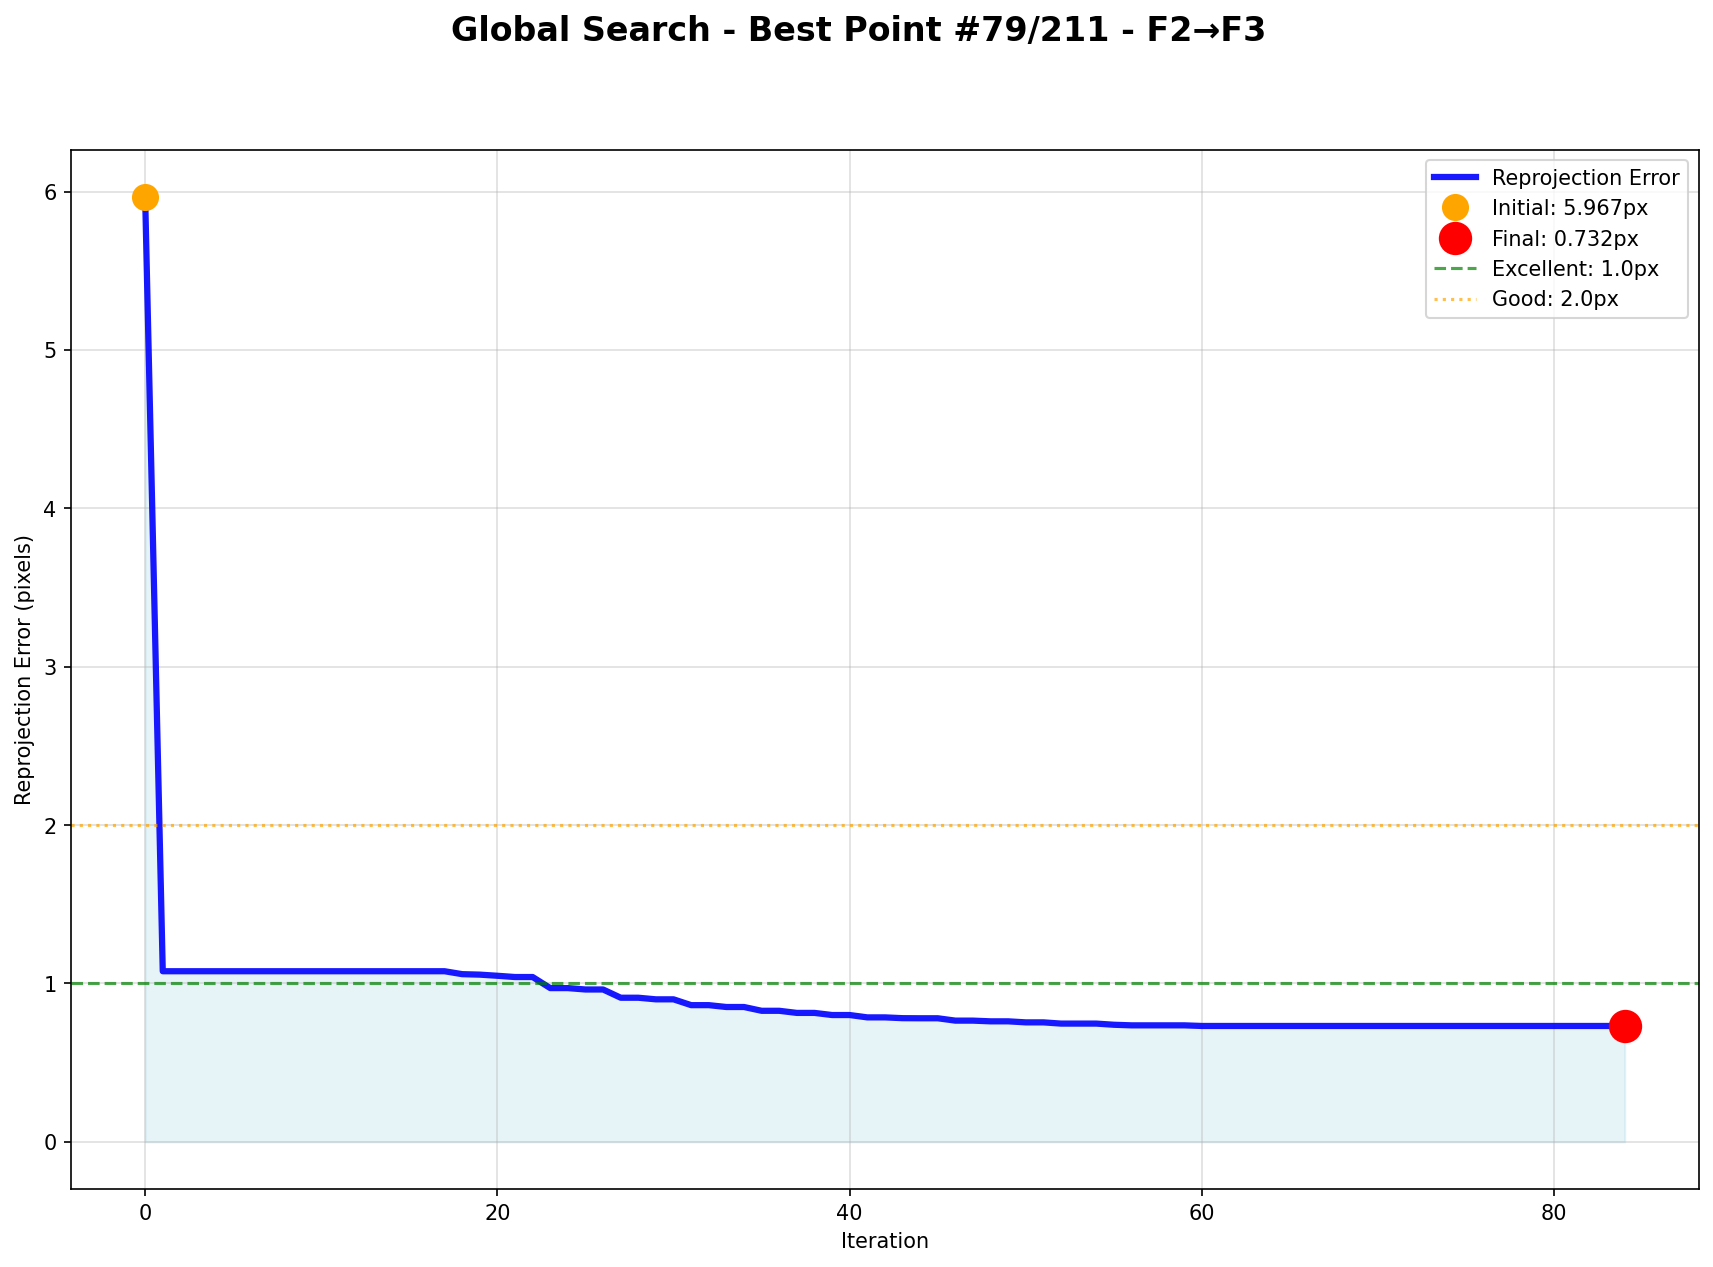 Global Search - Best Point #79/211 - F2→F3
Reprojection Error
Initial: 5.967px
Final: 0.732px
Excellent: 1.0px
Good: 2.0px
Reprojection Error (pixels)
6
5
4
3
2
1
0
0 20 40 60 80
Iteration